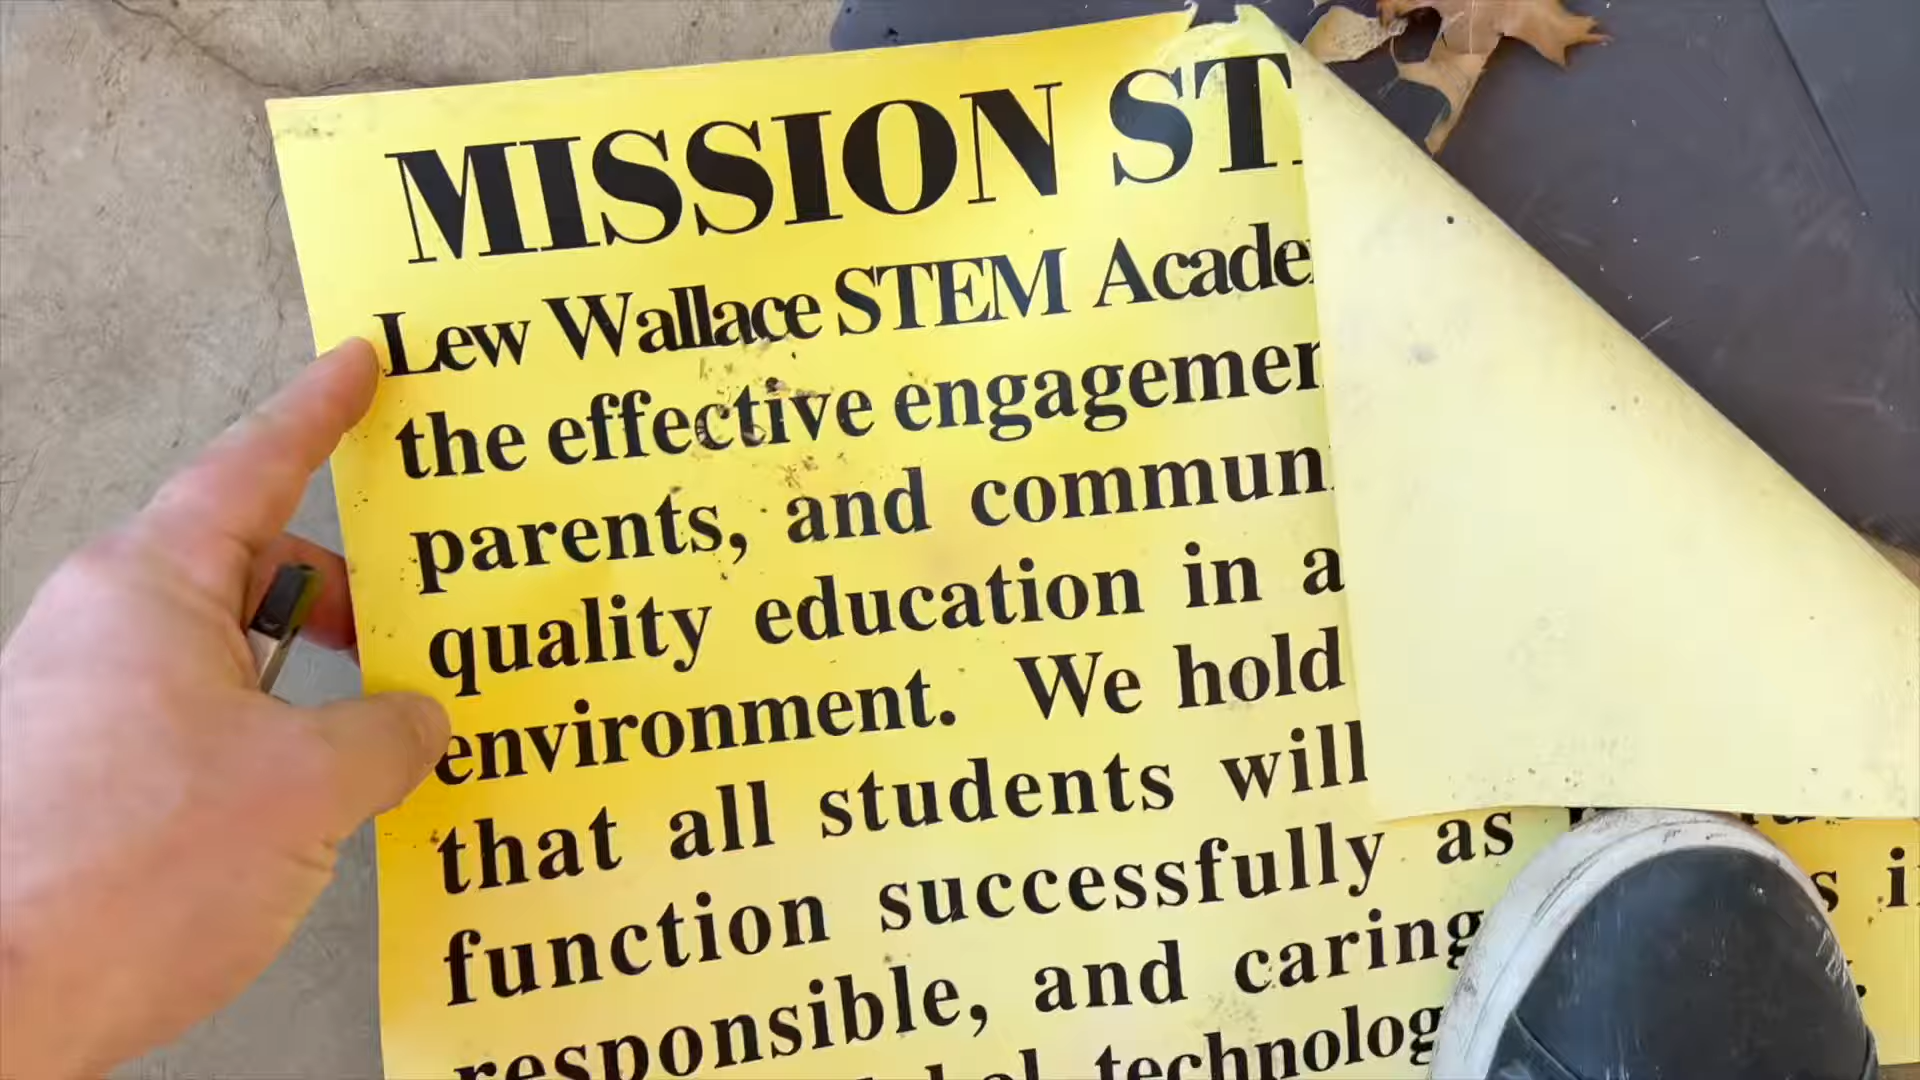 MISSION ST
Lew Wallace STEM Acade
the effective engagemen
parents, and commun
quality education in a
environment. We hold
that all students will
function successfully as
responsible, and caring
technolog